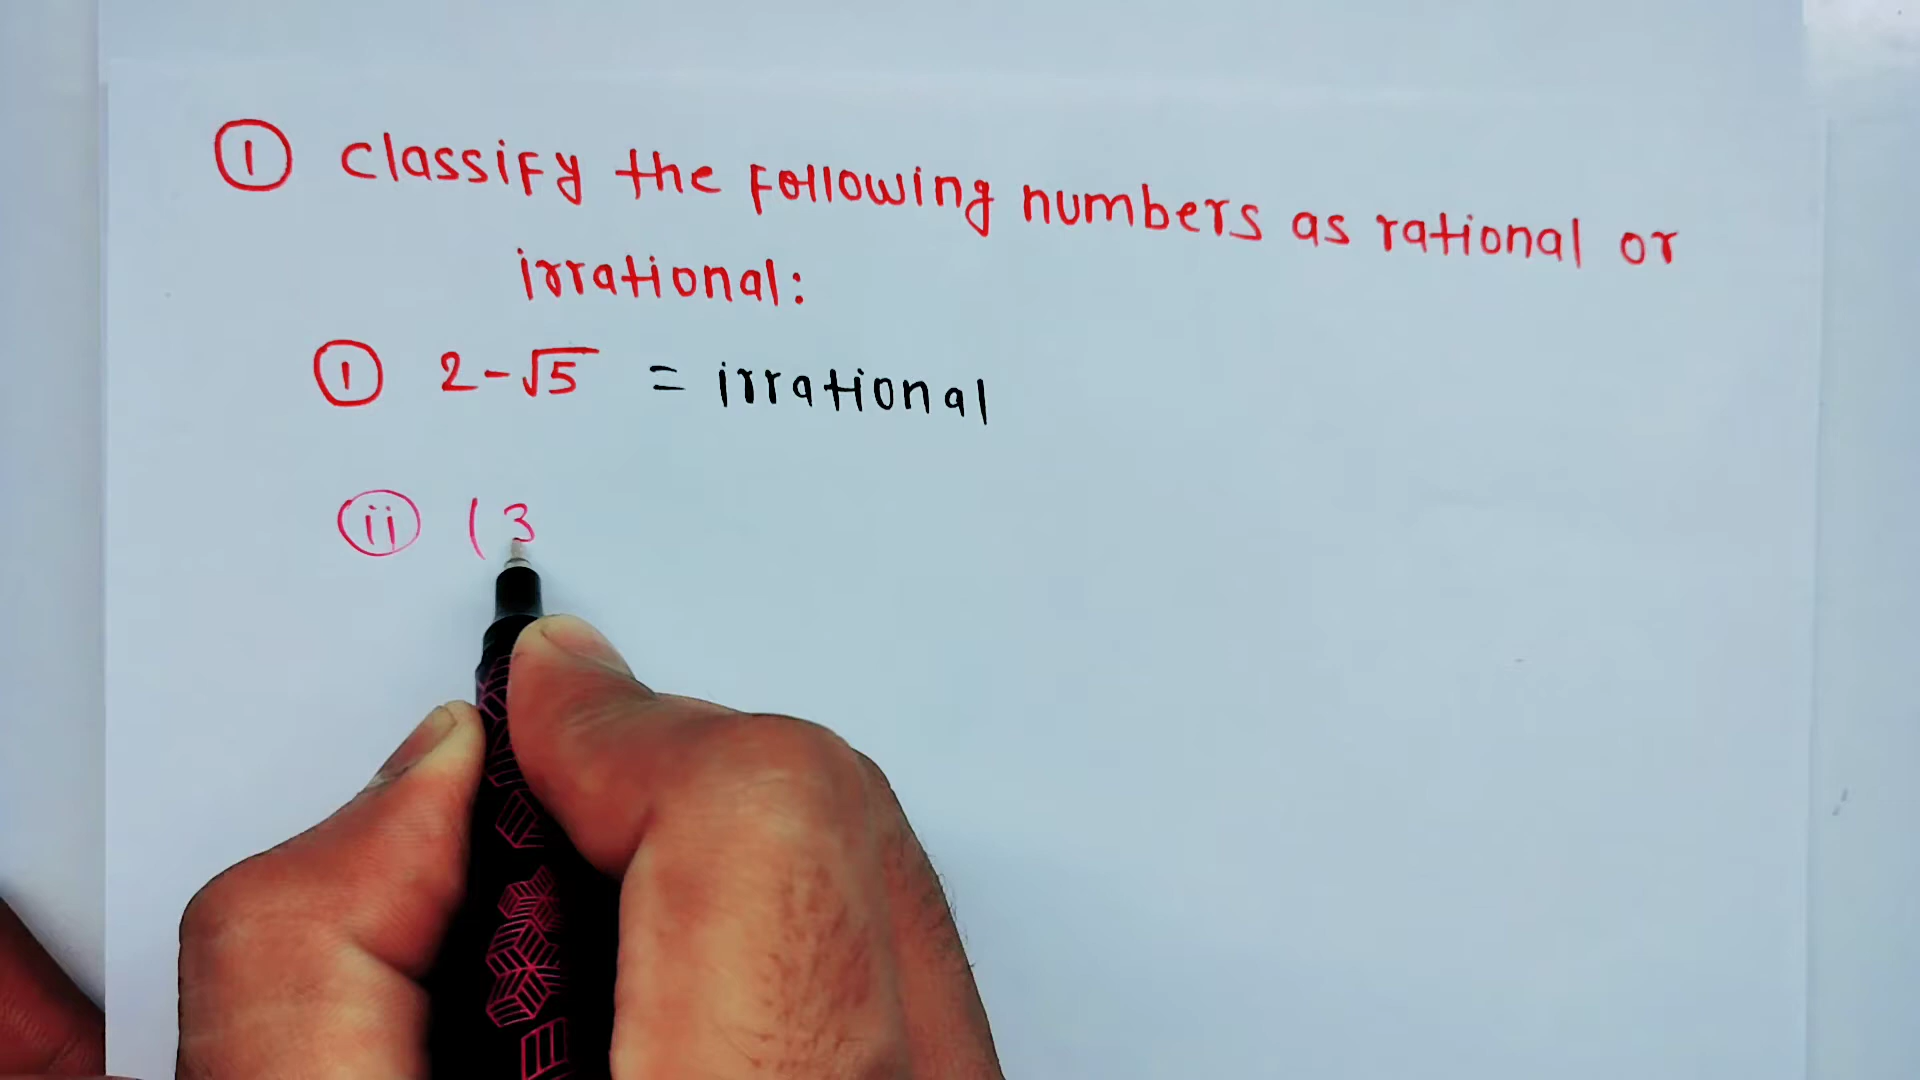 ① classify the following numbers as rational or
irrational:
① 2-√5 = irrational
ⓘⓘ (3